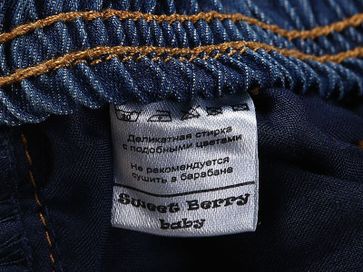 Деликатная стирка
с подобными цветами
Не рекомендуется
сушить в барабане
Sweet Berry
baby